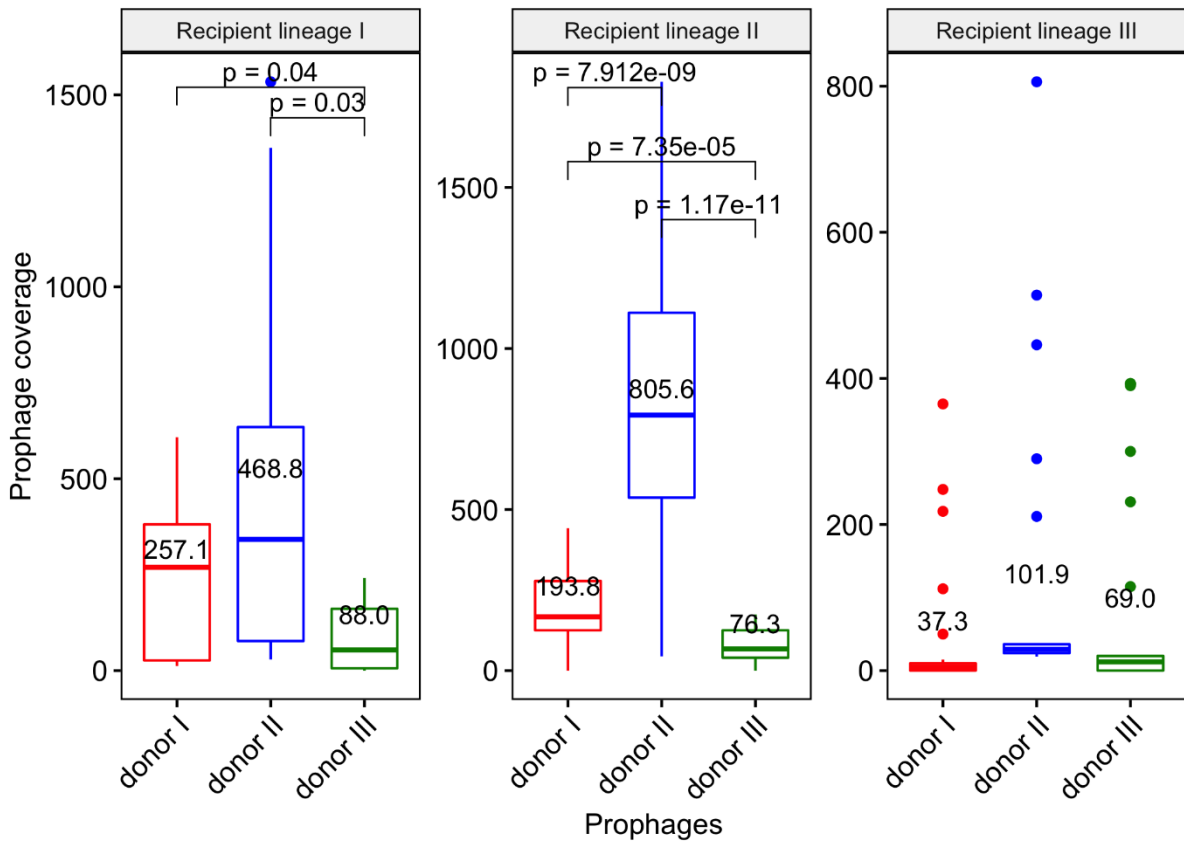 Recipient lineage I
Recipient lineage II
Recipient lineage III
Prophage coverage
1500
1000
500
0
p = 0.04
p = 0.03
257.1
468.8
88.0
donor I
donor II
donor III
1500
1000
500
0
p = 7.912e-09
p = 7.35e-05
p = 1.17e-11
193.8
805.6
76.3
donor I
donor II
donor III
800
600
400
200
0
37.3
101.9
69.0
donor I
donor II
donor III
Prophages